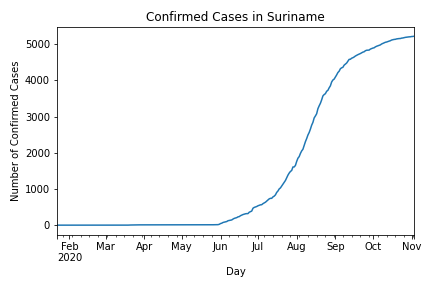 Confirmed Cases in Suriname
Number of Confirmed Cases
5000
4000
3000
2000
1000
0
Feb Mar Apr May Jun Jul Aug Sep Oct Nov
2020
Day